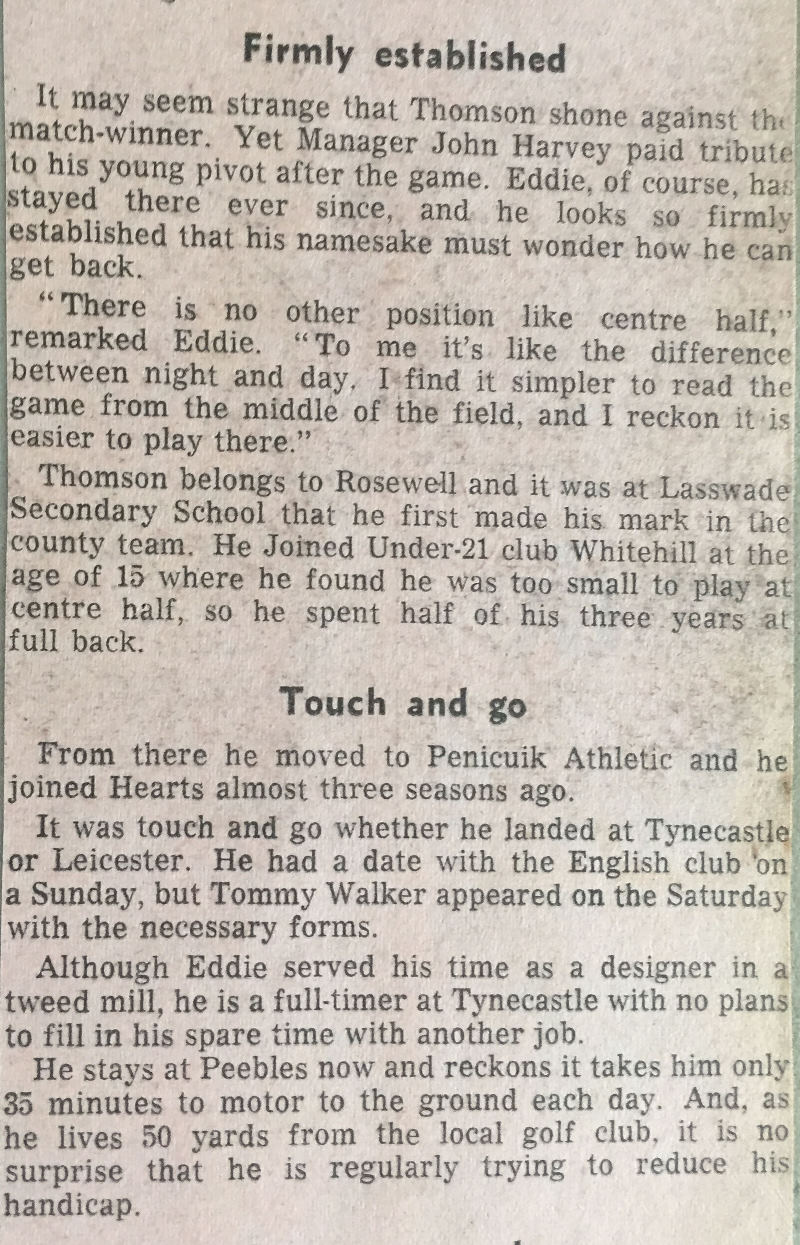 Firmly established
It may seem strange that Thomson shone against the
match-winner. Yet Manager John Harvey paid tribute
to his young pivot after the game. Eddie, of course, has
stayed there ever since, and he looks so firmly
established that his namesake must wonder how he can
get back.
"There is no other position like centre half,"
remarked Eddie. "To me it's like the difference
between night and day. I find it simpler to read the
game from the middle of the field, and I reckon it is
easier to play there."
Thomson belongs to Rosewell and it was at Lasswade
Secondary School that he first made his mark in the
county team. He Joined Under-21 club Whitehill at the
age of 15 where he found he was too small to play at
centre half, so he spent half of his three years at
full back.
Touch and go
From there he moved to Penicuik Athletic and he
joined Hearts almost three seasons ago.
It was touch and go whether he landed at Tynecastle
or Leicester. He had a date with the English club on
a Sunday, but Tommy Walker appeared on the Saturday
with the necessary forms.
Although Eddie served his time as a designer in a
tweed mill, he is a full-timer at Tynecastle with no plans
to fill in his spare time with another job.
He stays at Peebles now and reckons it takes him only
35 minutes to motor to the ground each day. And, as
he lives 50 yards from the local golf club, it is no
surprise that he is regularly trying to reduce his
handicap.